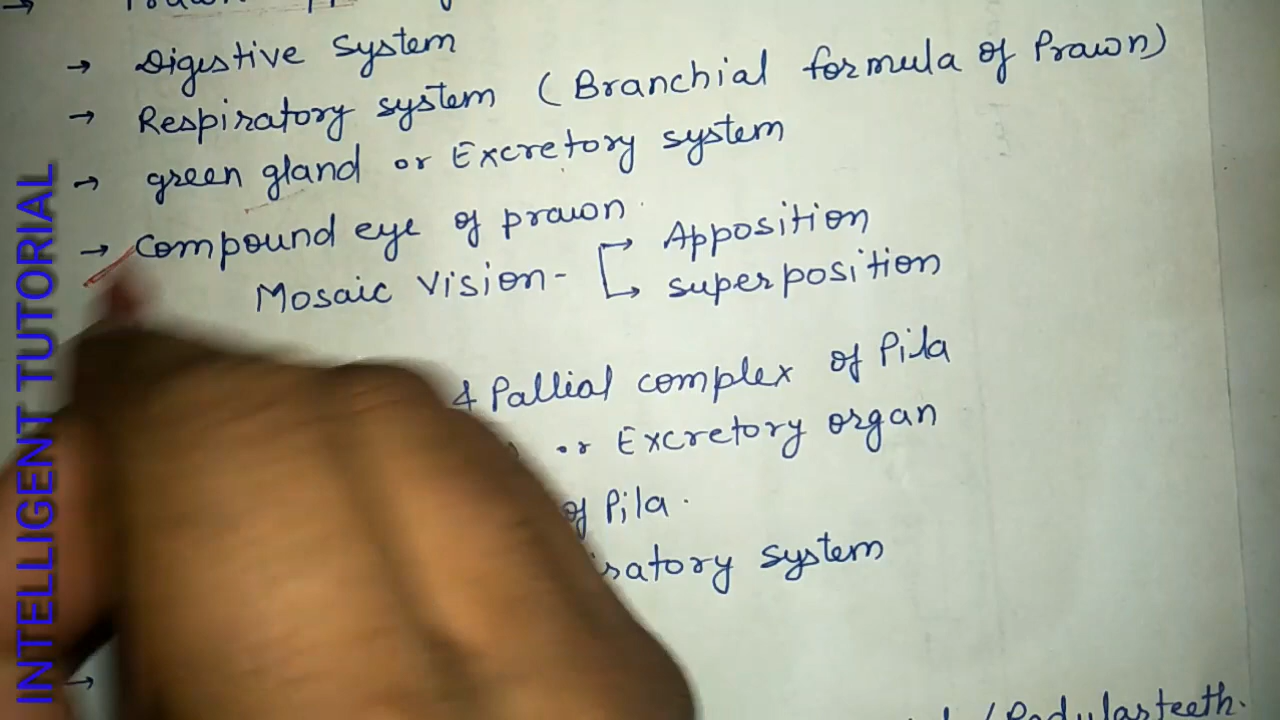 → Digestive System
→ Respiratory system (Branchial formula of Prawn)
→ green gland or Excretory system
→ Compound eye of prawn.
Mosaic Vision- → Apposition
→ superposition
& Pallial complex of Pila
or Excretory organ
of Pila.
system
→
/Radulasteeth.
INTELLIGENT TUTORIAL